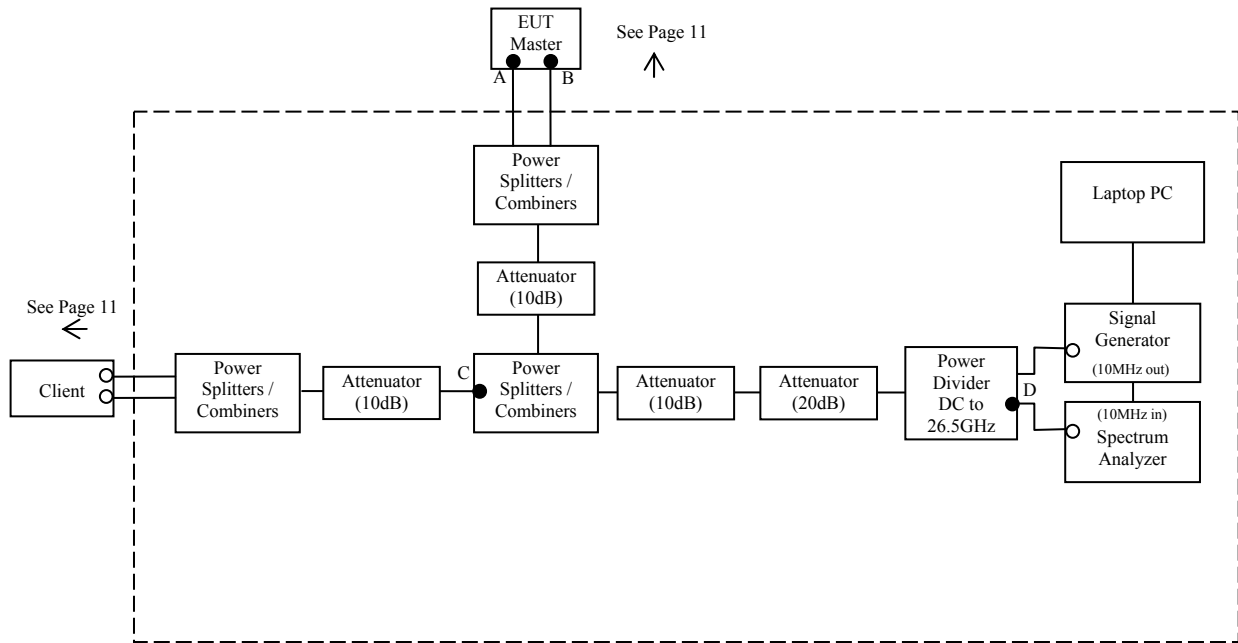 EUT
Master
See Page 11
A
B
Power
Splitters /
Combiners
Laptop PC
Attenuator
(10dB)
See Page 11
Signal
Generator
(10MHz out)
Client
Power
Splitters /
Combiners
Attenuator
(10dB)
C
Power
Splitters /
Combiners
Attenuator
(10dB)
Attenuator
(20dB)
Power
Divider
DC to
26.5GHz
D
(10MHz in)
Spectrum
Analyzer